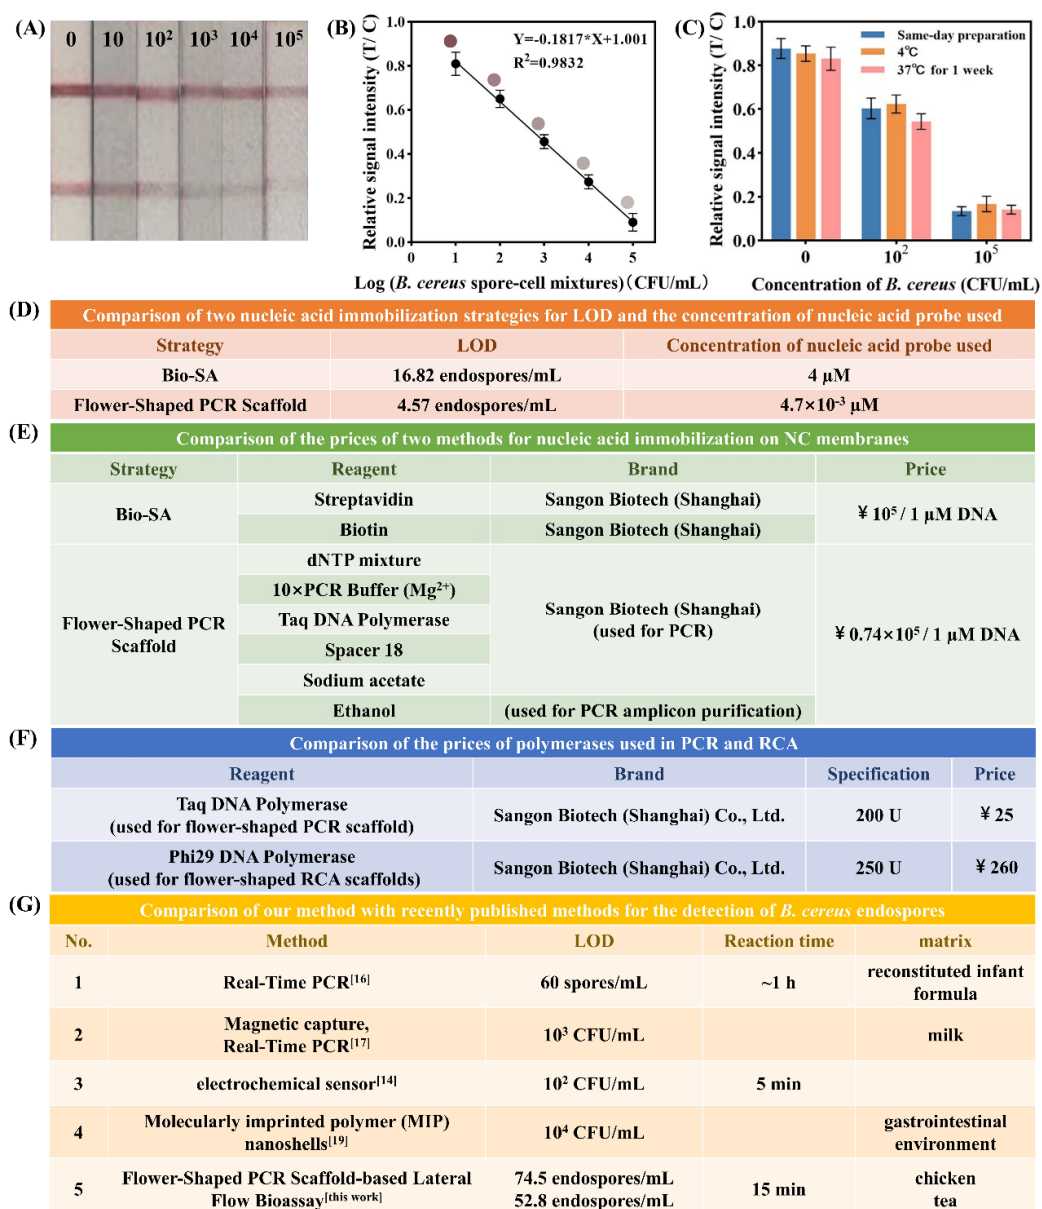 (A)
0 10 10² 10³ 10⁴ 10⁵
(B)
Relative signal intensity (T/ C)
1.0
0.8
0.6
0.4
0.2
0.0
Y=-0.1817*X+1.001
R²=0.9832
0 1 2 3 4 5
Log (B. cereus spore-cell mixtures)（CFU/mL）
(C)
Relative signal intensity (T/ C)
1.0
0.8
0.6
0.4
0.2
0.0
Same-day preparation
4℃
37℃ for 1 week
0 10² 10⁵
Concentration of B. cereus (CFU/mL)
(D)
Comparison of two nucleic acid immobilization strategies for LOD and the concentration of nucleic acid probe used
Strategy LOD Concentration of nucleic acid probe used
Bio-SA 16.82 endospores/mL 4 μM
Flower-Shaped PCR Scaffold 4.57 endospores/mL 4.7×10⁻³ μM
(E)
Comparison of the prices of two methods for nucleic acid immobilization on NC membranes
Strategy Reagent Brand Price
Bio-SA
Streptavidin Sangon Biotech (Shanghai)
Biotin Sangon Biotech (Shanghai)
￥10⁵ / 1 μM DNA
Flower-Shaped PCR
Scaffold
dNTP mixture
10×PCR Buffer (Mg²⁺)
Taq DNA Polymerase
Spacer 18
Sodium acetate
Ethanol
Sangon Biotech (Shanghai)
(used for PCR)
(used for PCR amplicon purification)
￥0.74×10⁵ / 1 μM DNA
(F)
Comparison of the prices of polymerases used in PCR and RCA
Reagent Brand Specification Price
Taq DNA Polymerase
(used for flower-shaped PCR scaffold)
Sangon Biotech (Shanghai) Co., Ltd. 200 U ￥25
Phi29 DNA Polymerase
(used for flower-shaped RCA scaffolds)
Sangon Biotech (Shanghai) Co., Ltd. 250 U ￥260
(G)
Comparison of our method with recently published methods for the detection of B. cereus endospores
No. Method LOD Reaction time matrix
1 Real-Time PCR[16] 60 spores/mL ~1 h reconstituted infant
formula
2 Magnetic capture,
Real-Time PCR[17]
10³ CFU/mL milk
3 electrochemical sensor[14] 10² CFU/mL 5 min
4 Molecularly imprinted polymer (MIP)
nanoshells[19]
10⁴ CFU/mL gastrointestinal
environment
5 Flower-Shaped PCR Scaffold-based Lateral
Flow Bioassay[this work]
74.5 endospores/mL
52.8 endospores/mL
15 min
chicken
tea